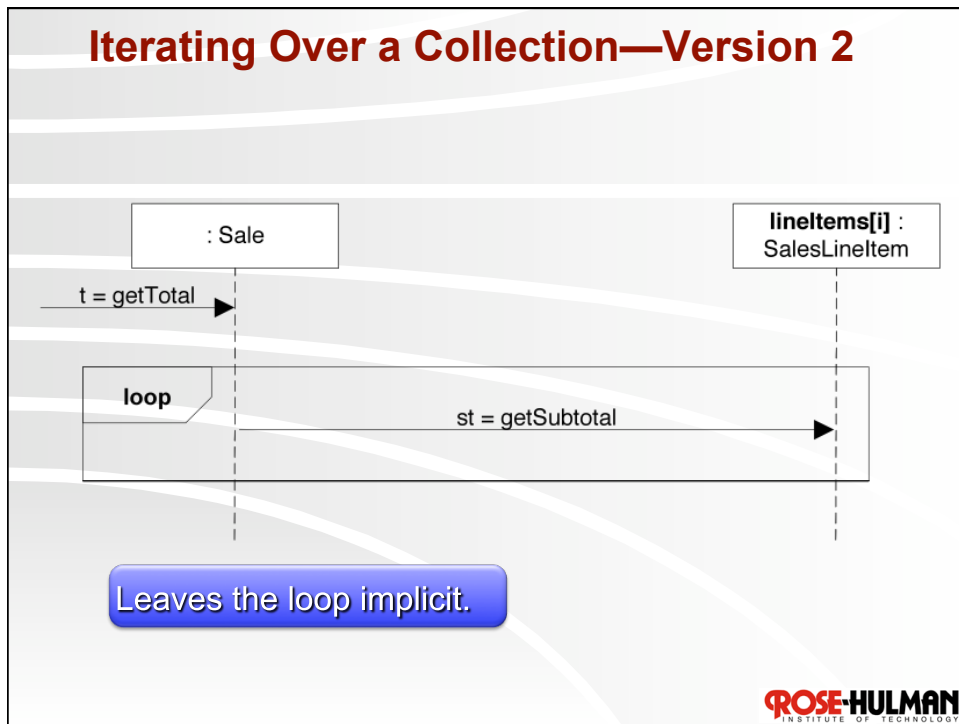 Iterating Over a Collection—Version 2
: Sale
lineItems[i] :
SalesLineItem
t = getTotal
loop
st = getSubtotal
Leaves the loop implicit.
ROSE-HULMAN
INSTITUTE OF TECHNOLOGY